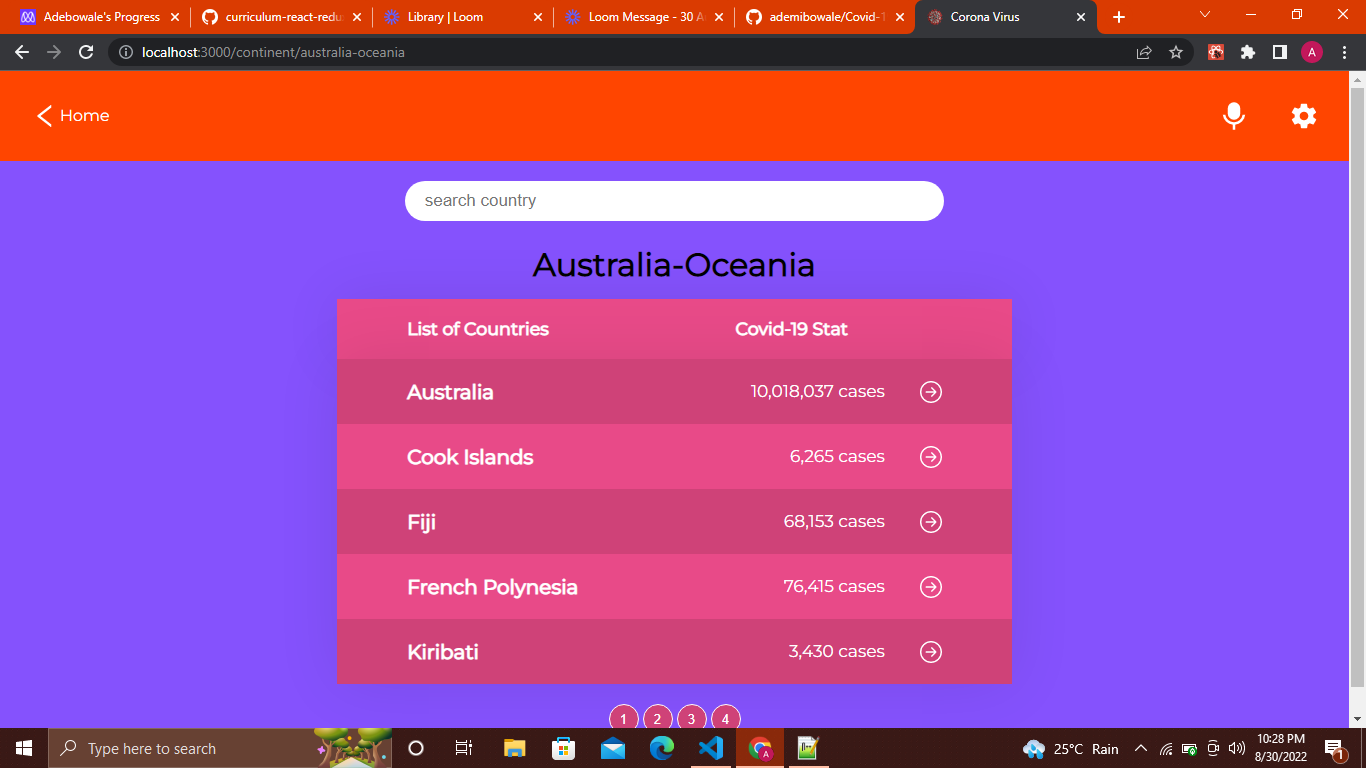 Adebowale's Progress
curriculum-react-redu
Library | Loom
Loom Message - 30 A
ademibowale/Covid-1
Corona Virus
localhost:3000/continent/australia-oceania
A
Home
search country
Australia-Oceania
List of Countries Covid-19 Stat
Australia 10,018,037 cases
Cook Islands 6,265 cases
Fiji 68,153 cases
French Polynesia 76,415 cases
Kiribati 3,430 cases
1 2 3 4
Type here to search
A
25°C Rain
10:28 PM
8/30/2022
1